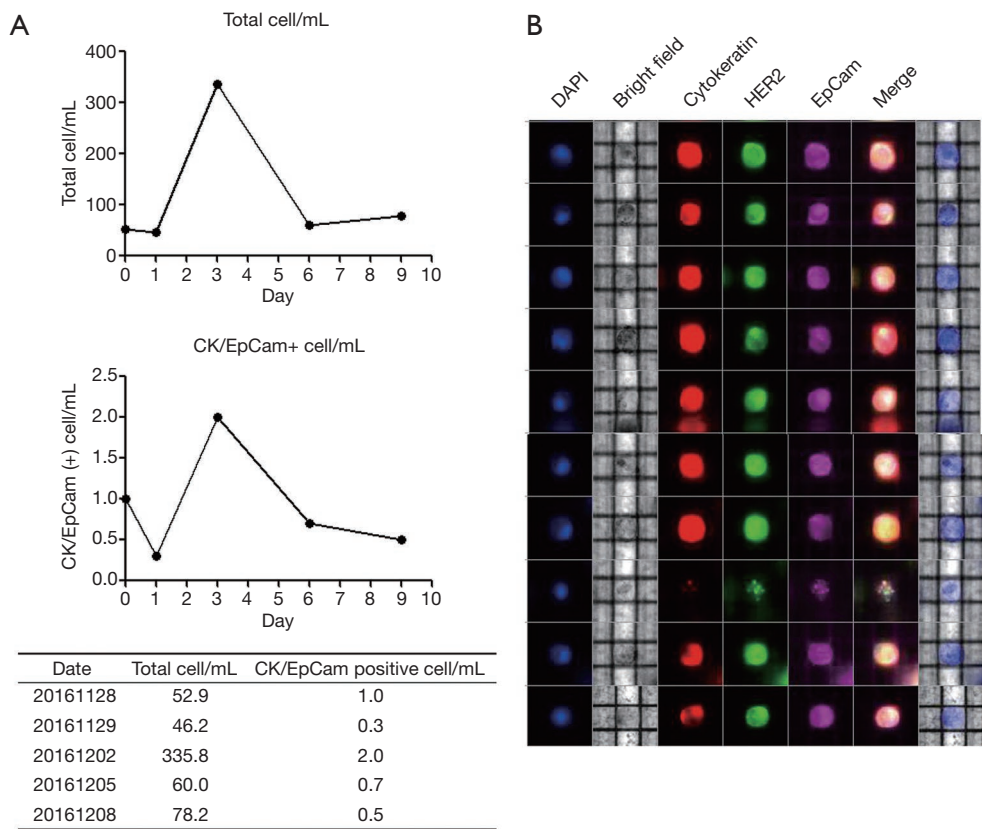 A
Total cell/mL
Total cell/mL
400
300
200
100
0
0 1 2 3 4 5 6 7 8 9 10
Day
CK/EpCam+ cell/mL
CK/EpCam (+) cell/mL
2.5
2.0
1.5
1.0
0.5
0.0
0 1 2 3 4 5 6 7 8 9 10
Day
Date Total cell/mL CK/EpCam positive cell/mL
20161128 52.9 1.0
20161129 46.2 0.3
20161202 335.8 2.0
20161205 60.0 0.7
20161208 78.2 0.5
B
DAPI
Bright field
Cytokeratin
HER2
EpCam
Merge